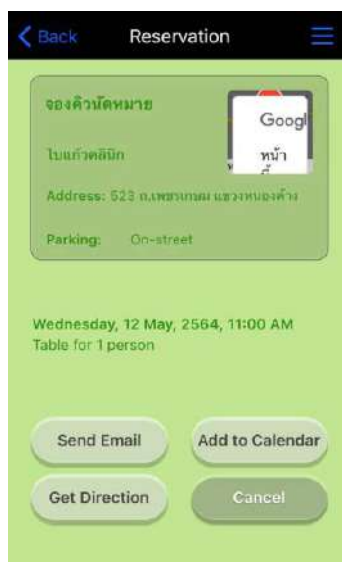 Back Reservation
จองคิวนัดหมาย
Googl
ใบแก้วคลินิก
หน้า
Address: 523 ถ.เพชรเกษม แขวงหนองค้าง
Parking: On-street
Wednesday, 12 May, 2564, 11:00 AM
Table for 1 person
Send Email Add to Calendar
Get Direction Cancel